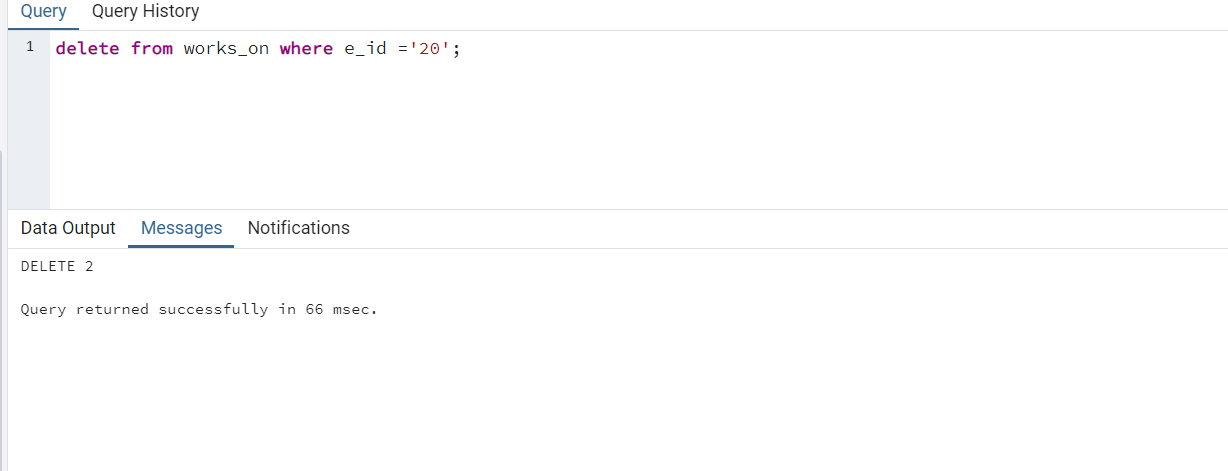 Query Query History
1 delete from works_on where e_id ='20';
Data Output Messages Notifications
DELETE 2
Query returned successfully in 66 msec.